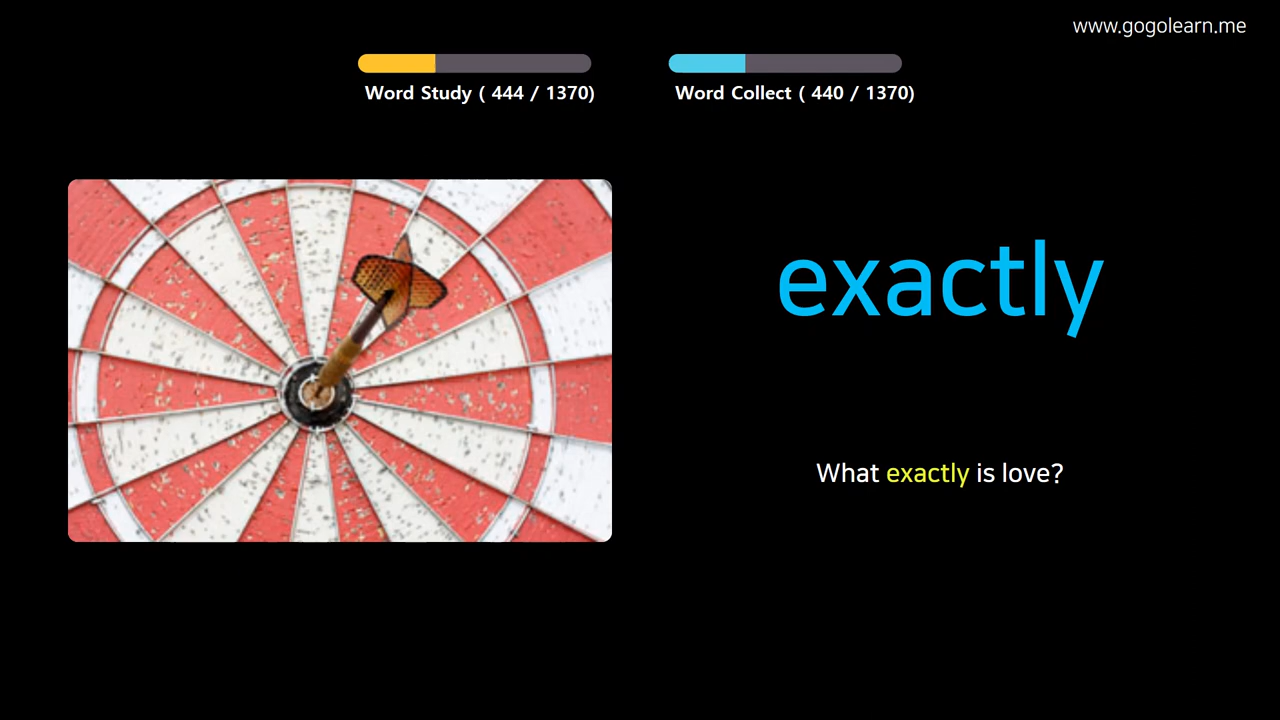 www.gogolearn.me
Word Study ( 444 / 1370)
Word Collect ( 440 / 1370)
exactly
What exactly is love?